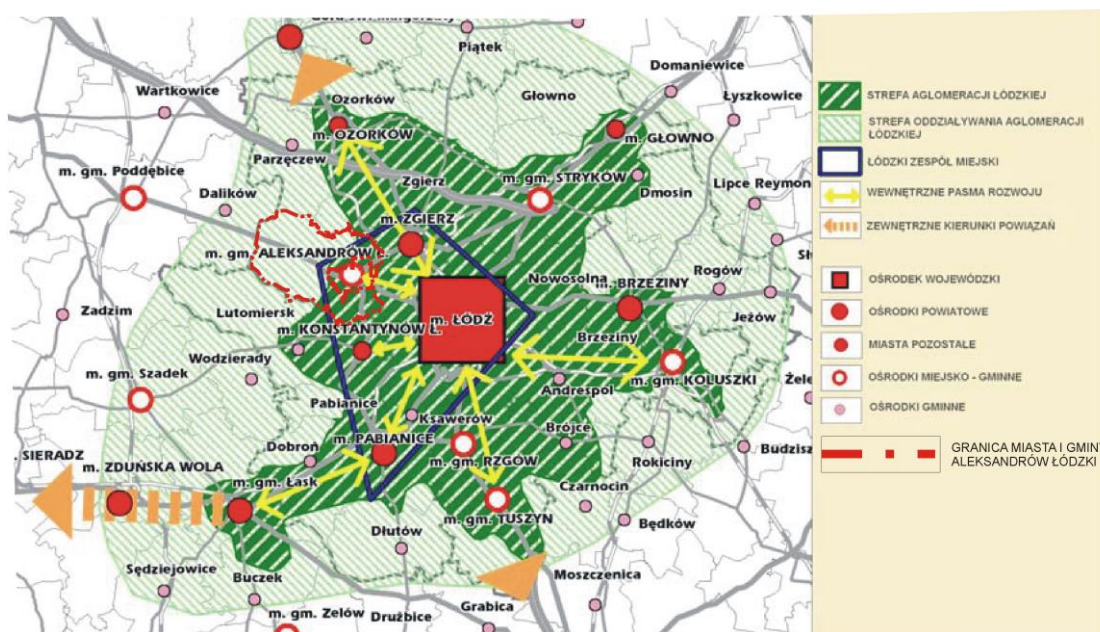 Piątek
Domaniewice
Wartkowice
Ozorków
Głowno
Łyszkowice
m. OZORKÓW
m. GŁOWNO
Parzęczew
m. gm. Poddębice
Zgierz
m. gm. STRYKÓW
Dalików
Dmosin
Lipce Reymon
m. ZGIERZ
m. gm. ALEKSANDRÓW Ł.
Nowosolna
m. BRZEZINY
Rogów
Zadzim
Lutomiersk
m. ŁÓDŹ
m. KONSTANTYNÓW Ł.
Jeżów
Brzeziny
Wodzierady
m. gm. Szadek
m. gm. KOLUSZKI
Andrespol
Pabianice
Ksawerów
Dobroń
m. PABIANICE
Brójce
Budzisz
SIERADZ
m. ZDUŃSKA WOLA
m. gm. RZGÓW
Rokiciny
m. gm. Łask
Czarnocin
m. gm. TUSZYN
Będków
Dłutów
Sędziejowice
Buczek
Moszczenica
m. gm. Zelów
Drużbice
Grabica
STREFA AGLOMERACJI ŁÓDZKIEJ
STREFA ODDZIAŁYWANIA AGLOMERACJI
ŁÓDZKIEJ
ŁÓDZKI ZESPÓŁ MIEJSKI
WEWNĘTRZNE PASMA ROZWOJU
ZEWNĘTRZNE KIERUNKI POWIĄZAŃ
OŚRODEK WOJEWÓDZKI
OŚRODKI POWIATOWE
MIASTA POZOSTAŁE
OŚRODKI MIEJSKO - GMINNE
OŚRODKI GMINNE
GRANICA MIASTA I GMINY
ALEKSANDRÓW ŁÓDZKI